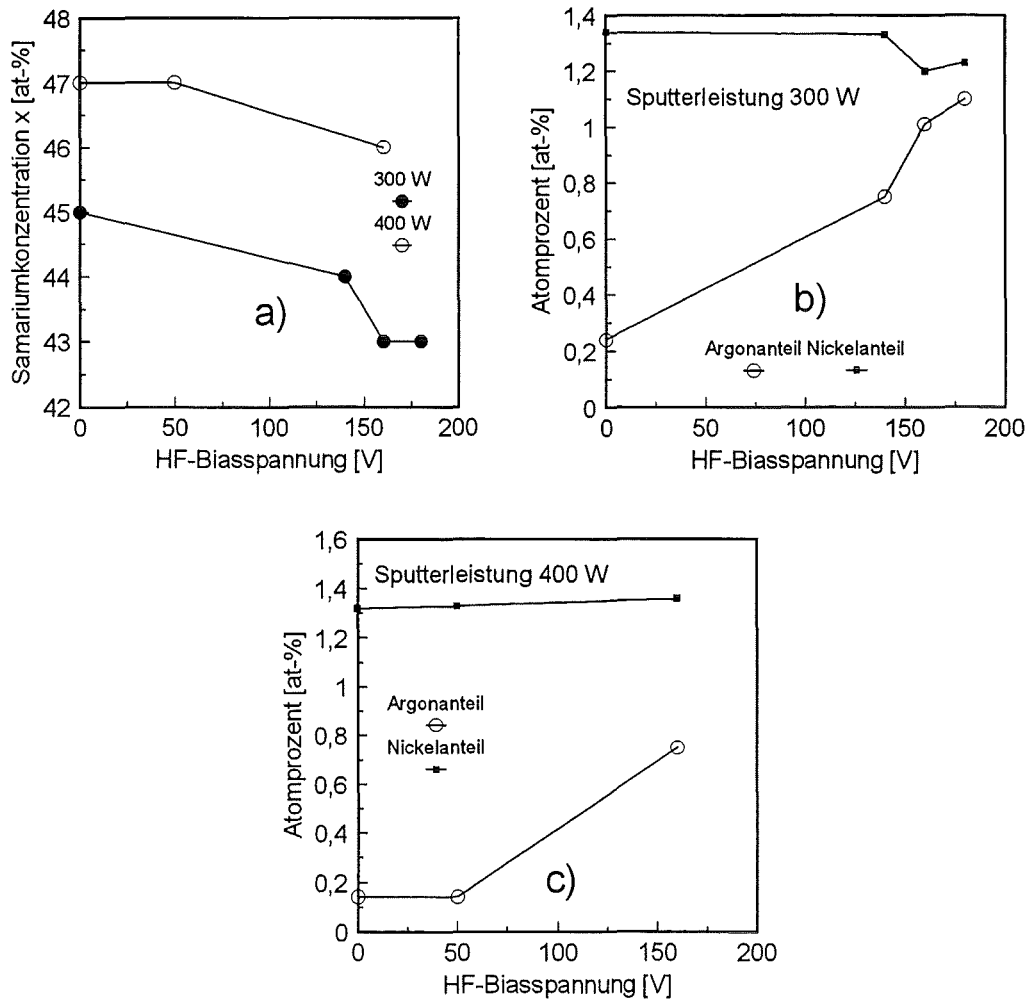 Samariumkonzentration x [at-%]
48
47
46
45
44
43
42
300 W
400 W
a)
0 50 100 150 200
HF-Biasspannung [V]
Atomprozent [at-%]
1,4
1,2
1
0,8
0,6
0,4
0,2
0
Sputterleistung 300 W
b)
Argonanteil Nickelanteil
0 50 100 150 200
HF-Biasspannung [V]
Atomprozent [at-%]
1,6
1,4
1,2
1
0,8
0,6
0,4
0,2
0
Sputterleistung 400 W
Argonanteil
Nickelanteil
c)
0 50 100 150 200
HF-Biasspannung [V]